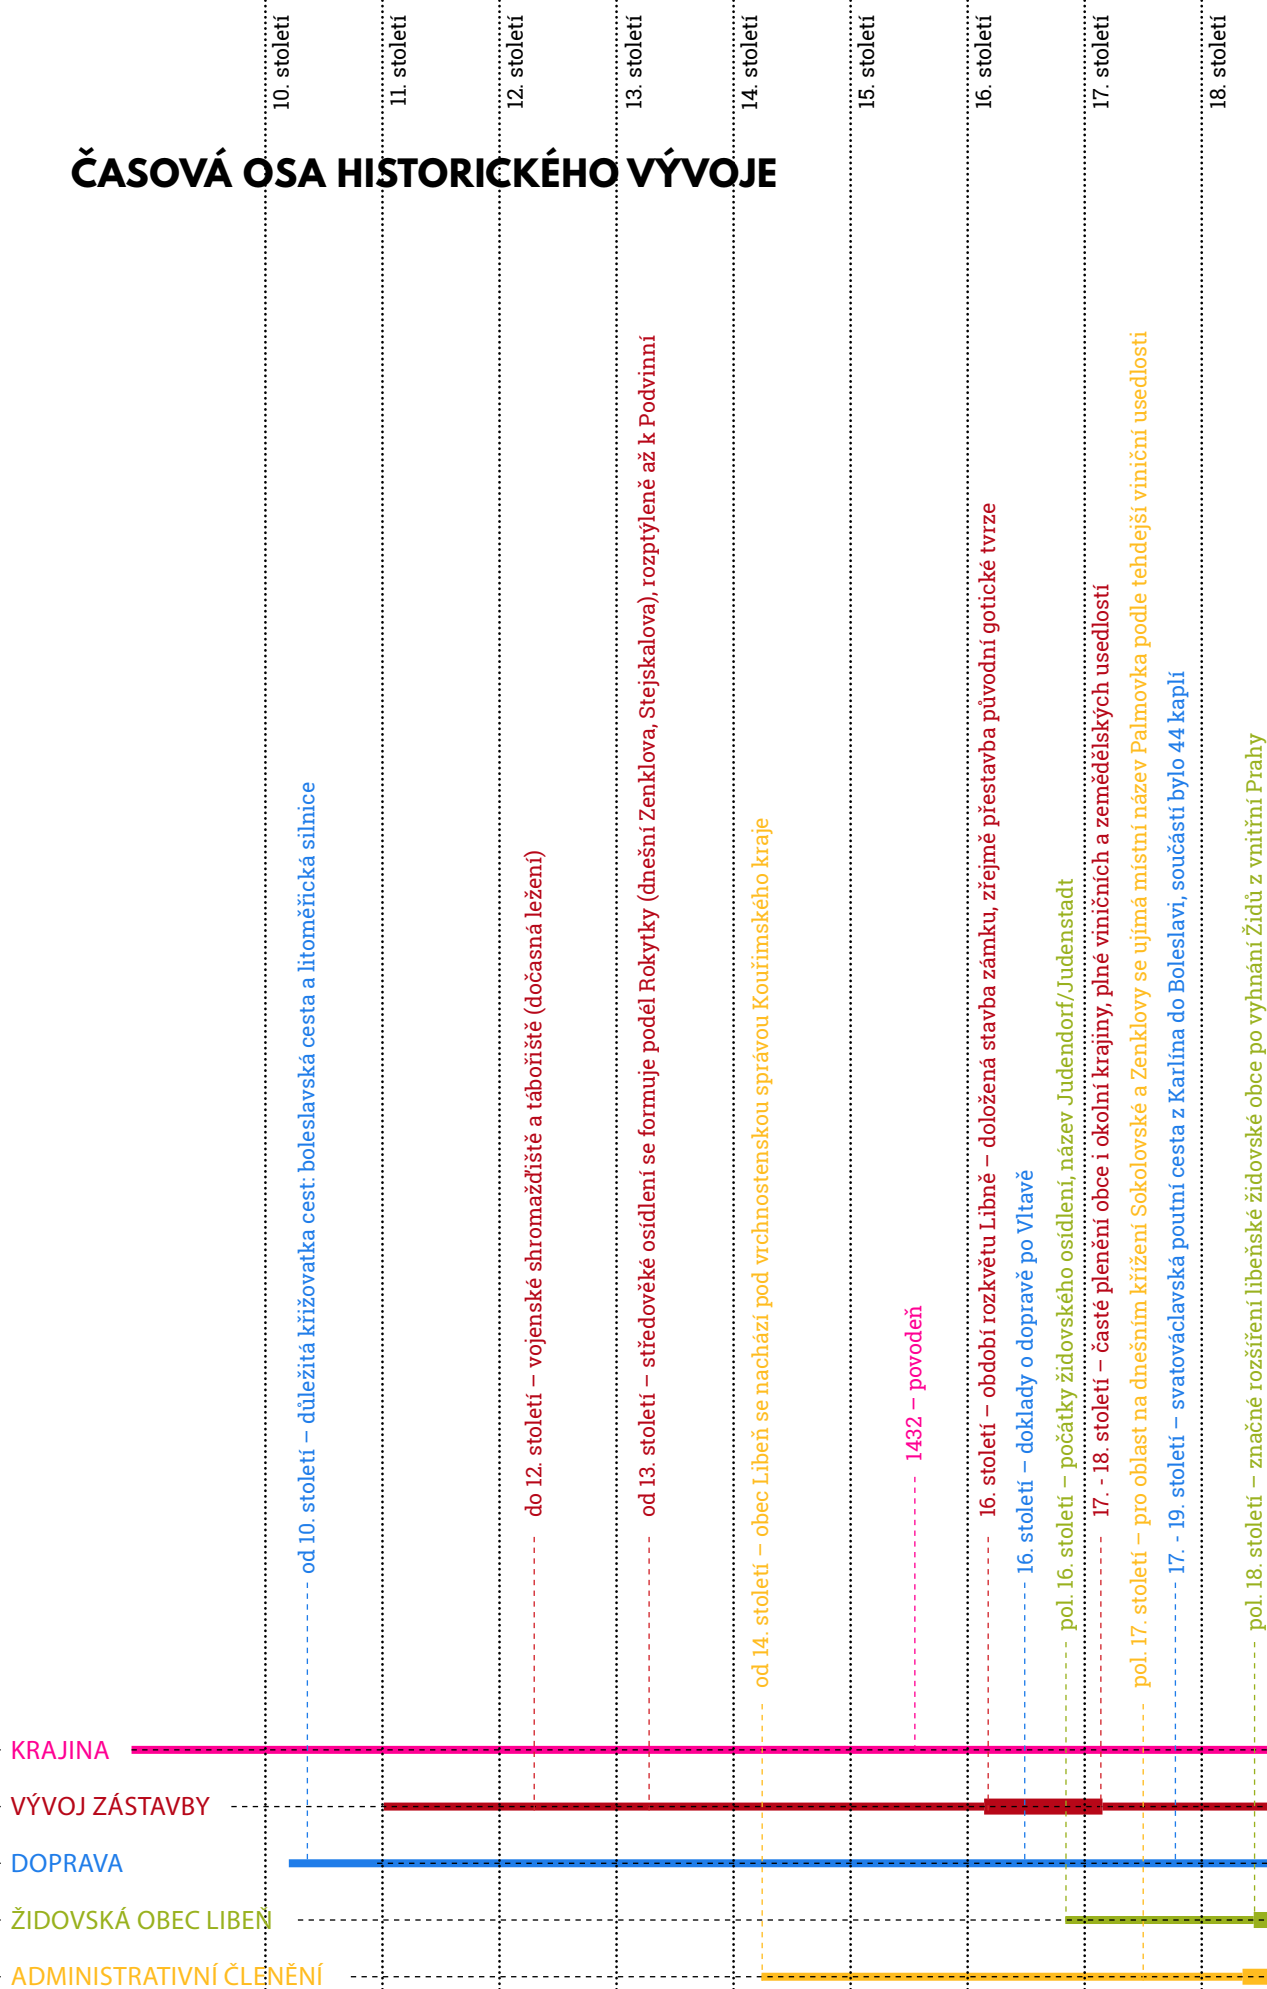 10. století
11. století
12. století
13. století
14. století
15. století
16. století
17. století
18. století
ČASOVÁ OSA HISTORICKÉHO VÝVOJE
od 10. století – důležitá křižovatka cest: boleslavská cesta a litoměřická silnice
do 12. století – vojenské shromaždiště a tábořiště (dočasná ležení)
od 13. století – středověké osídlení se formuje podél Rokytky (dnešní Zenklova, Stejskalova), rozptýleně až k Podvinní
od 14. století – obec Libeň se nachází pod vrchnostenskou správou Kouřimského kraje
1432 – povodeň
16. století – období rozkvětu Libně – doložená stavba zámku, zřejmě přestavba původní gotické tvrze
16. století – doklady o dopravě po Vltavě
pol. 16. století – počátky židovského osídlení, název Judendorf/Judenstadt
17. - 18. století – časté plenění obce i okolní krajiny, plné viničních a zemědělských usedlostí
pol. 17. století – pro oblast na dnešním křížení Sokolovské a Zenklovy se ujímá místní název Palmovka podle tehdejší viniční usedlosti
17. - 19. století – svatováclavská poutní cesta z Karlína do Boleslavi, součástí bylo 44 kaplí
pol. 18. století – značné rozšíření libeňské židovské obce po vyhnání Židů z vnitřní Prahy
KRAJINA
VÝVOJ ZÁSTAVBY
DOPRAVA
ŽIDOVSKÁ OBEC LIBEŇ
ADMINISTRATIVNÍ ČLENĚNÍ